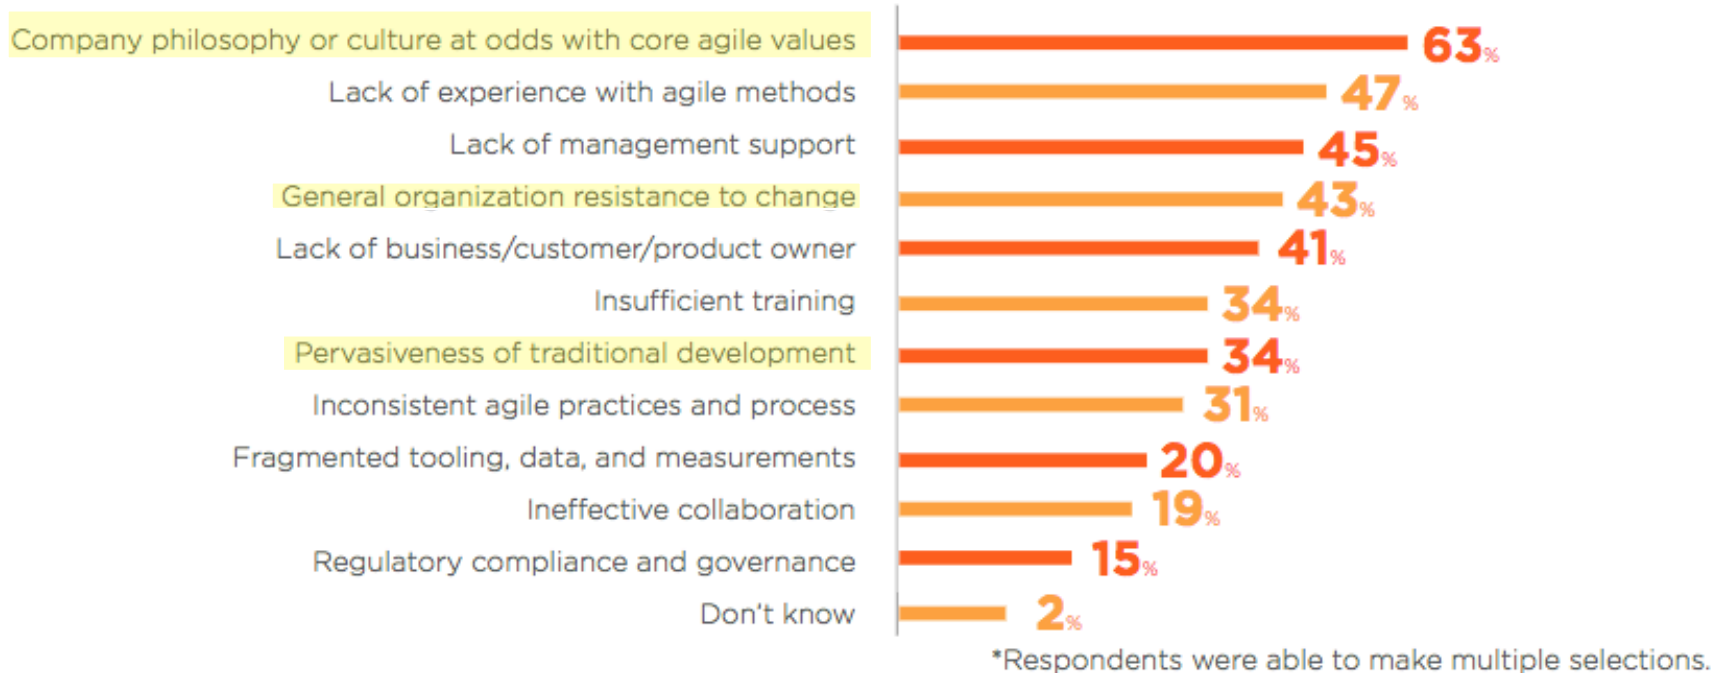 Company philosophy or culture at odds with core agile values 63%
Lack of experience with agile methods 47%
Lack of management support 45%
General organization resistance to change 43%
Lack of business/customer/product owner 41%
Insufficient training 34%
Pervasiveness of traditional development 34%
Inconsistent agile practices and process 31%
Fragmented tooling, data, and measurements 20%
Ineffective collaboration 19%
Regulatory compliance and governance 15%
Don't know 2%
*Respondents were able to make multiple selections.